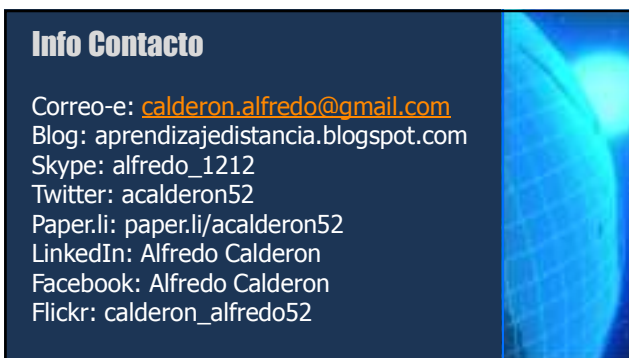 Info Contacto
Correo-e: calderon.alfredo@gmail.com
Blog: aprendizajedistancia.blogspot.com
Skype: alfredo_1212
Twitter: acalderon52
Paper.li: paper.li/acalderon52
LinkedIn: Alfredo Calderon
Facebook: Alfredo Calderon
Flickr: calderon_alfredo52